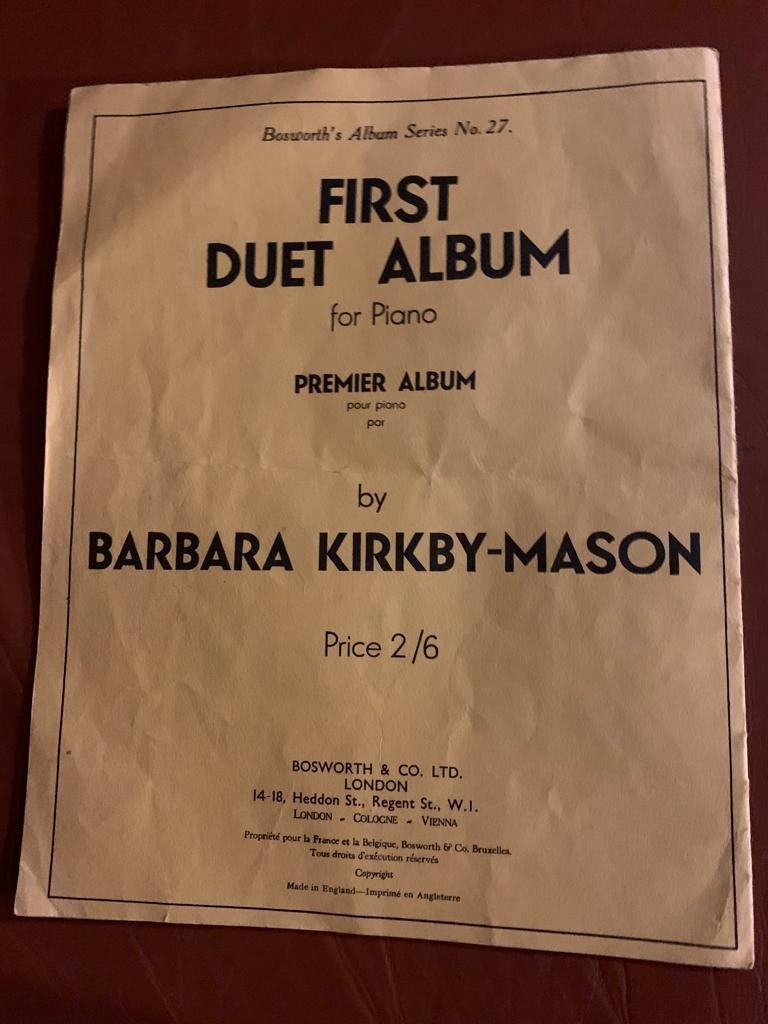 Bosworth's Album Series No. 27.
FIRST
DUET ALBUM
for Piano
PREMIER ALBUM
pour piano
par
by
BARBARA KIRKBY-MASON
Price 2/6
BOSWORTH & CO. LTD.
LONDON
14-18, Heddon St., Regent St., W.1.
LONDON - COLOGNE - VIENNA
Propriété pour la France et la Belgique, Bosworth & Co. Bruxelles.
Tous droits d'exécution réservés
Copyright
Made in England—Imprimé en Angleterre